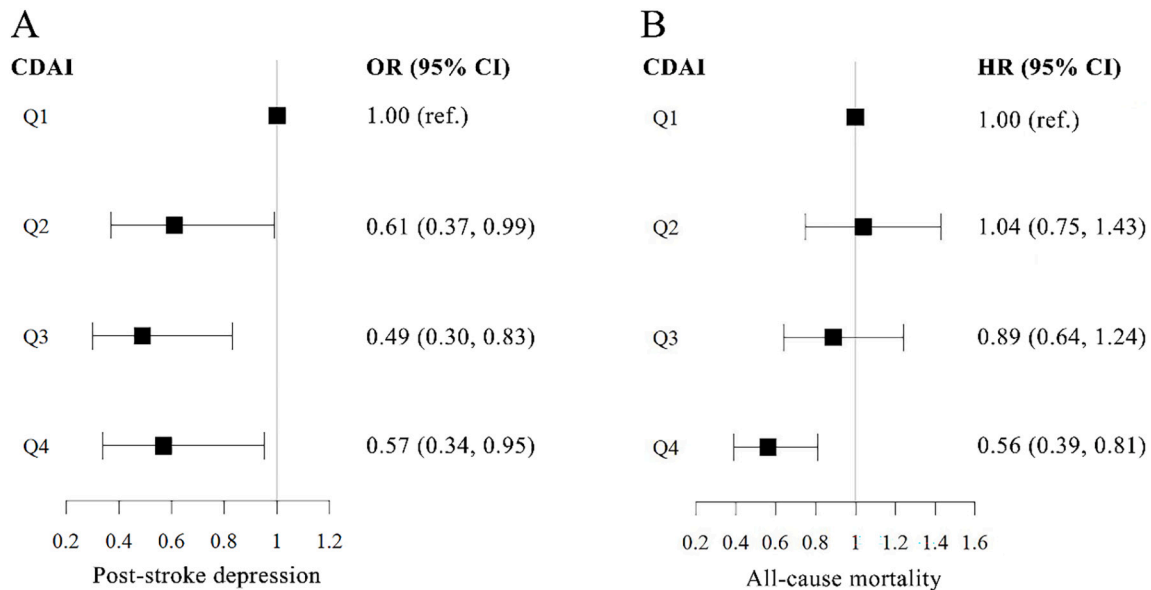 A
CDAI OR (95% CI)
Q1 1.00 (ref.)
Q2 0.61 (0.37, 0.99)
Q3 0.49 (0.30, 0.83)
Q4 0.57 (0.34, 0.95)
0.2 0.4 0.6 0.8 1 1.2
Post-stroke depression
B
CDAI HR (95% CI)
Q1 1.00 (ref.)
Q2 1.04 (0.75, 1.43)
Q3 0.89 (0.64, 1.24)
Q4 0.56 (0.39, 0.81)
0.2 0.4 0.6 0.8 1 1.2 1.4 1.6
All-cause mortality